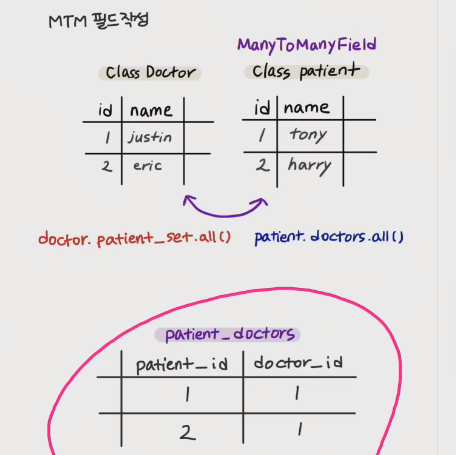 MTM 필드작성
ManyToManyField
Class Doctor
Class patient
id name
1 justin
2 eric
id name
1 tony
2 harry
doctor. patient_set.all()
patient. doctors.all()
patient_doctors
patient_id doctor_id
1 1
2 1